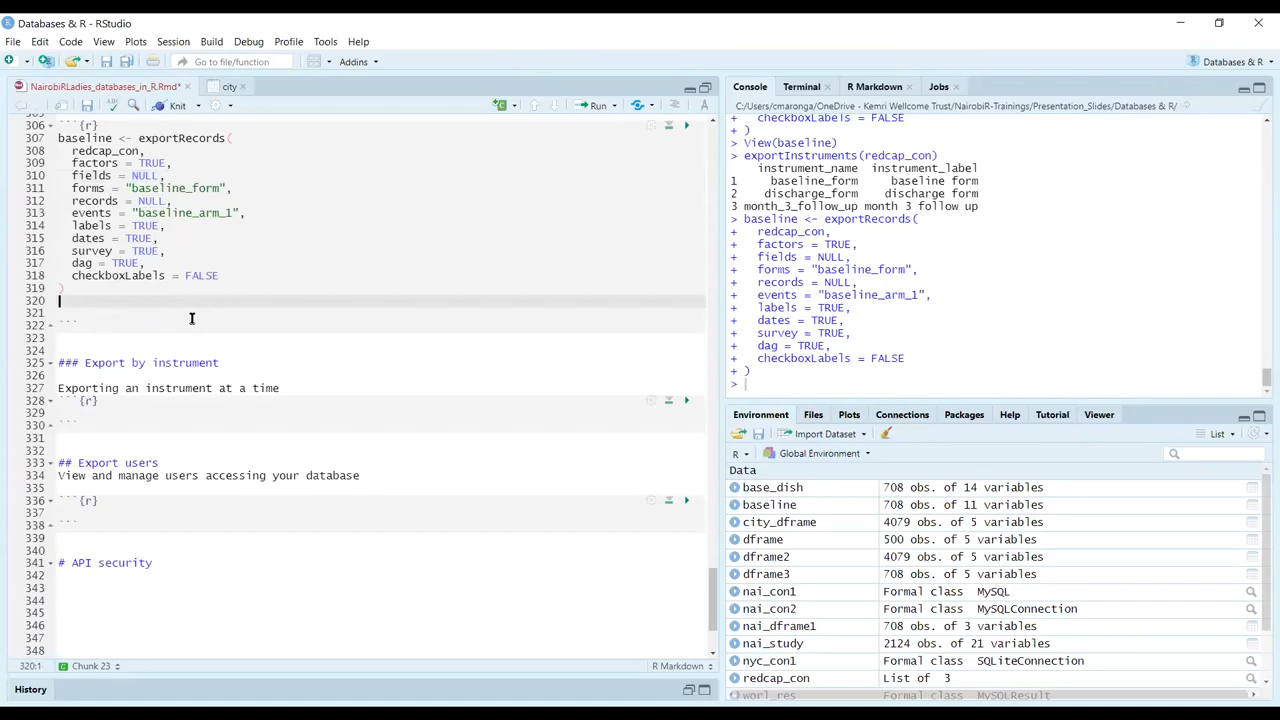 Databases & R - RStudio
File Edit Code View Plots Session Build Debug Profile Tools Help
Go to file/function
Addins
Databases & R
NairobiRLadies_databases_in_R.Rmd*
city
Knit
Run
306 ```{r}
307 baseline <- exportRecords(
308 redcap_con,
309 factors = TRUE,
310 fields = NULL,
311 forms = "baseline_form",
312 records = NULL,
313 events = "baseline_arm_1",
314 labels = TRUE,
315 dates = TRUE,
316 survey = TRUE,
317 dag = TRUE,
318 checkboxLabels = FALSE
319 )
320
321
322 ```
323
324
325 ### Export by instrument
326
327 Exporting an instrument at a time
328 ```{r}
329
330 ```
331
332
333 ## Export users
334 View and manage users accessing your database
335
336 ```{r}
337
338 ```
339
340
341 # API security
342
343
344
345
346
347
348
320:1 Chunk 23 R Markdown
History
Console Terminal R Markdown Jobs
C:/Users/cmaronga/OneDrive - Kemri Wellcome Trust/NairobiR-Trainings/Presentation_Slides/Databases & R/
+ checkboxLabels = FALSE
+ )
> View(baseline)
> exportInstruments(redcap_con)
instrument_name instrument_label
1 baseline_form baseline form
2 discharge_form discharge form
3 month_3_follow_up month 3 follow up
> baseline <- exportRecords(
+ redcap_con,
+ factors = TRUE,
+ fields = NULL,
+ forms = "baseline_form",
+ records = NULL,
+ events = "baseline_arm_1",
+ labels = TRUE,
+ dates = TRUE,
+ survey = TRUE,
+ dag = TRUE,
+ checkboxLabels = FALSE
+ )
>
Environment Files Plots Connections Packages Help Tutorial Viewer
Import Dataset
List
R Global Environment
Data
base_dish 708 obs. of 14 variables
baseline 708 obs. of 11 variables
city_dframe 4079 obs. of 5 variables
dframe 500 obs. of 5 variables
dframe2 4079 obs. of 5 variables
dframe3 708 obs. of 5 variables
nai_con1 Formal class MySQL
nai_con2 Formal class MySQLConnection
nai_dframe1 708 obs. of 3 variables
nai_study 2124 obs. of 21 variables
nyc_con1 Formal class SQLiteConnection
redcap_con List of 3
worl_res Formal class MySQLResult